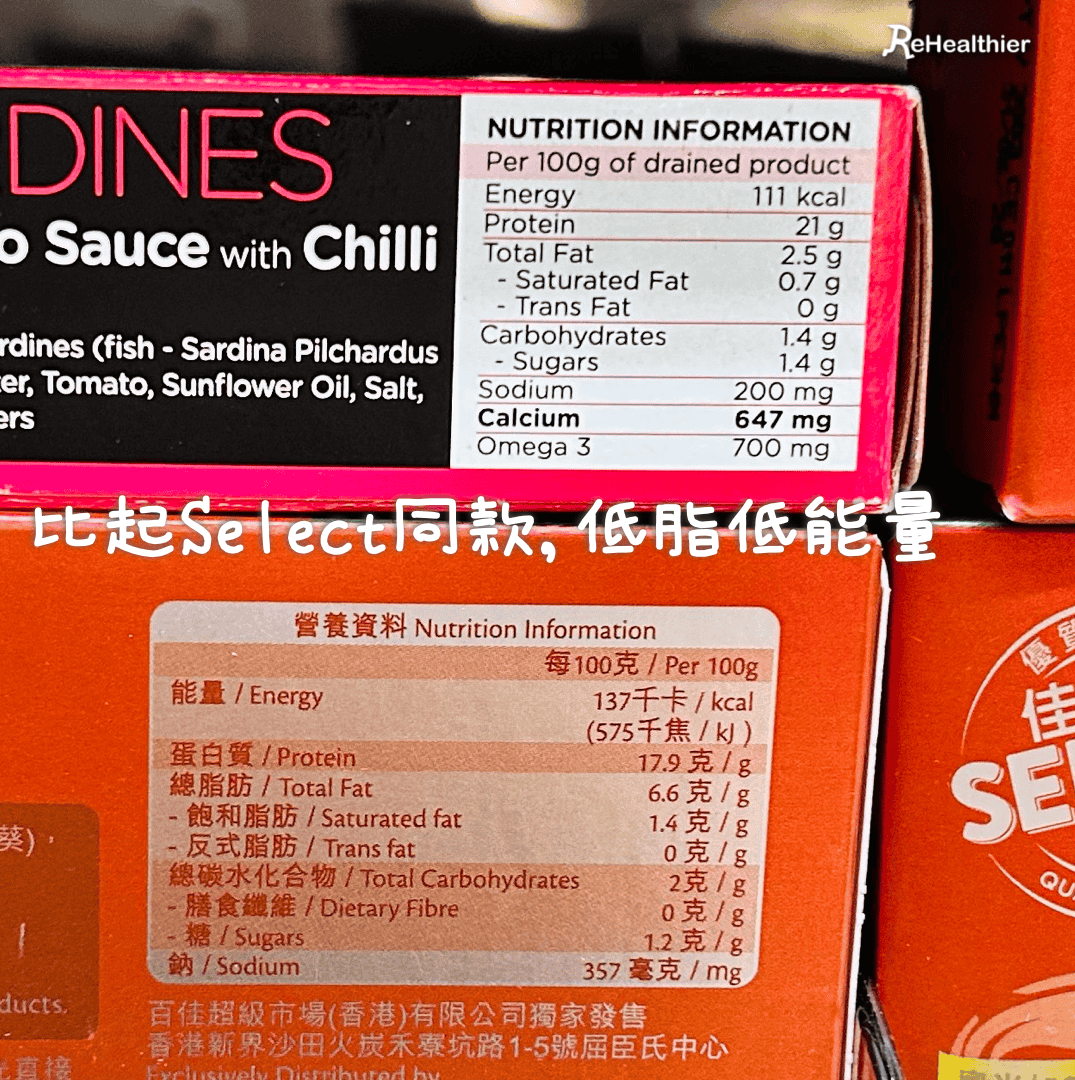 ReHealthier
DINES
Sauce with Chilli
(fish - Sardina Pilchardus
Tomato, Sunflower Oil, Salt,
NUTRITION INFORMATION
Per 100g of drained product
Energy 111 kcal
Protein 21 g
Total Fat 2.5 g
- Saturated Fat 0.7 g
- Trans Fat 0 g
Carbohydrates 1.4 g
- Sugars 1.4 g
Sodium 200 mg
Calcium 647 mg
Omega 3 700 mg
比起Select同款, 低脂低能量
營養資料 Nutrition Information
每100克 / Per 100g
能量 / Energy 137千卡 / kcal
(575千焦 / kJ )
蛋白質 / Protein 17.9 克 / g
總脂肪 / Total Fat 6.6 克 / g
- 飽和脂肪 / Saturated fat 1.4 克 / g
- 反式脂肪 / Trans fat 0 克 / g
總碳水化合物 / Total Carbohydrates 2克 / g
- 膳食纖維 / Dietary Fibre 0 克 / g
- 糖 / Sugars 1.2 克 / g
鈉 / Sodium 357 毫克 / mg
百佳超級市場(香港)有限公司獨家發售
香港新界沙田火炭禾寮坑路1-5號屈臣氏中心
Exclusively Distributed by
葵)，
ducts.
直接
優質
佳
SE
QU